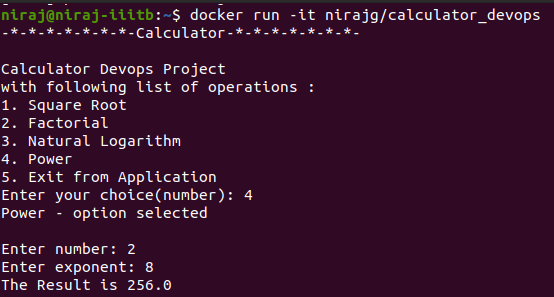 niraj@niraj-iiitb:~$ docker run -it nirajg/calculator_devops
-*-*-*-*-*-*-*-Calculator-*-*-*-*-*-*-*-
Calculator Devops Project
with following list of operations :
1. Square Root
2. Factorial
3. Natural Logarithm
4. Power
5. Exit from Application
Enter your choice(number): 4
Power - option selected
Enter number: 2
Enter exponent: 8
The Result is 256.0